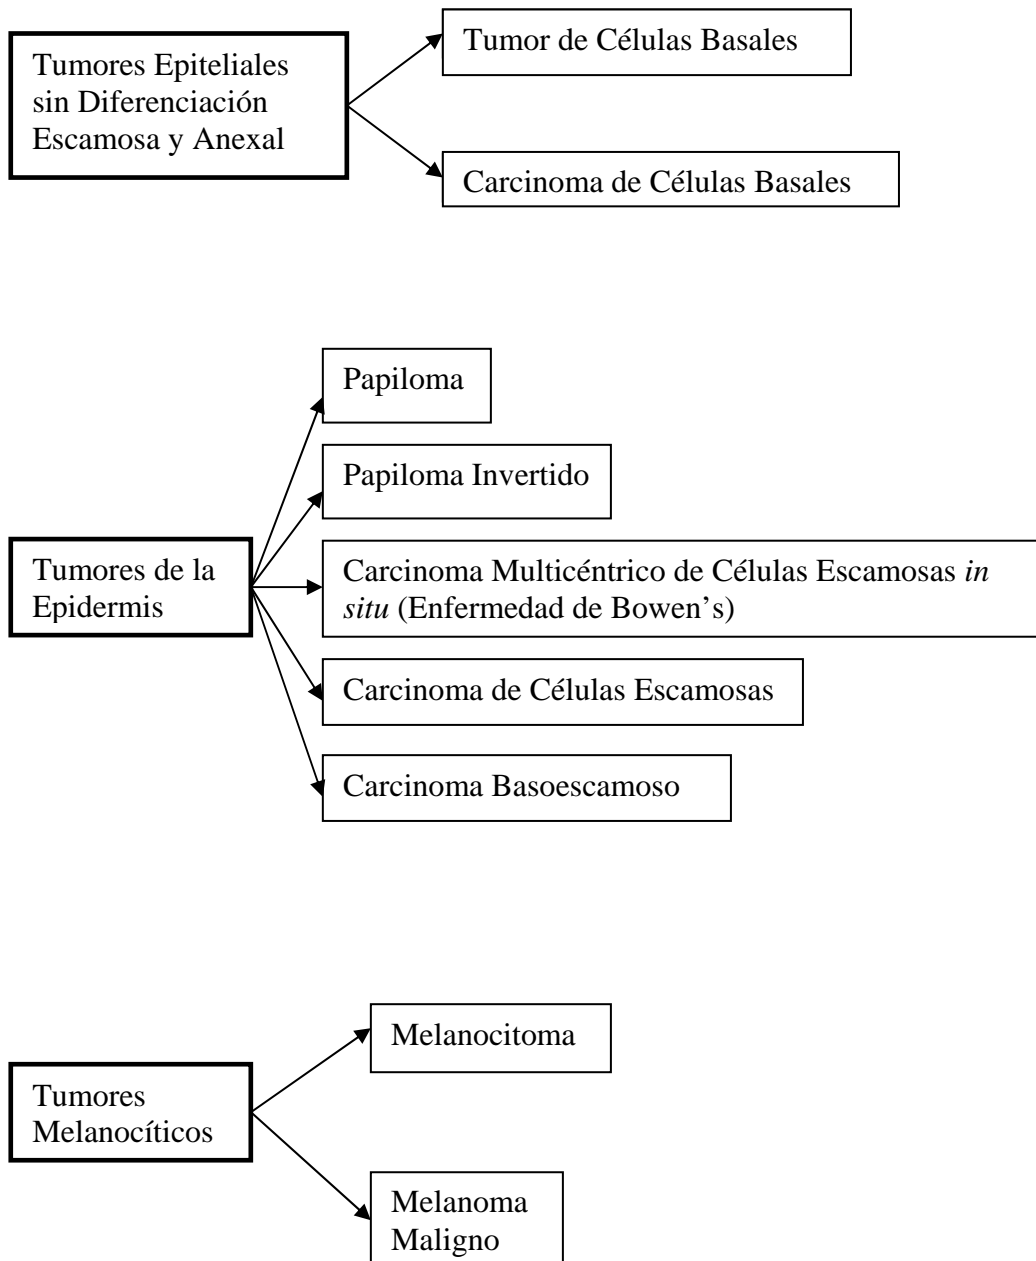 Tumores Epiteliales
sin Diferenciación
Escamosa y Anexal
Tumor de Células Basales
Carcinoma de Células Basales
Tumores de la
Epidermis
Papiloma
Papiloma Invertido
Carcinoma Multicéntrico de Células Escamosas in
situ (Enfermedad de Bowen’s)
Carcinoma de Células Escamosas
Carcinoma Basoescamoso
Tumores
Melanocíticos
Melanocitoma
Melanoma
Maligno